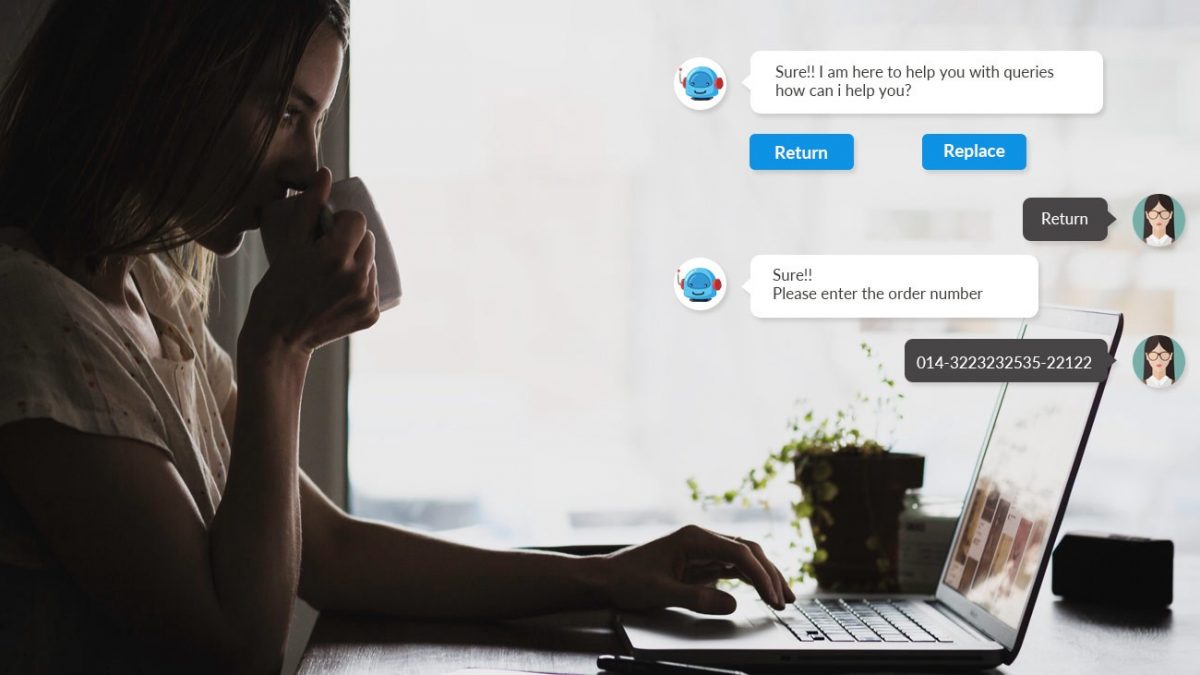 Sure!! I am here to help you with queries
how can i help you?
Return
Replace
Return
Sure!!
Please enter the order number
014-3223232535-22122